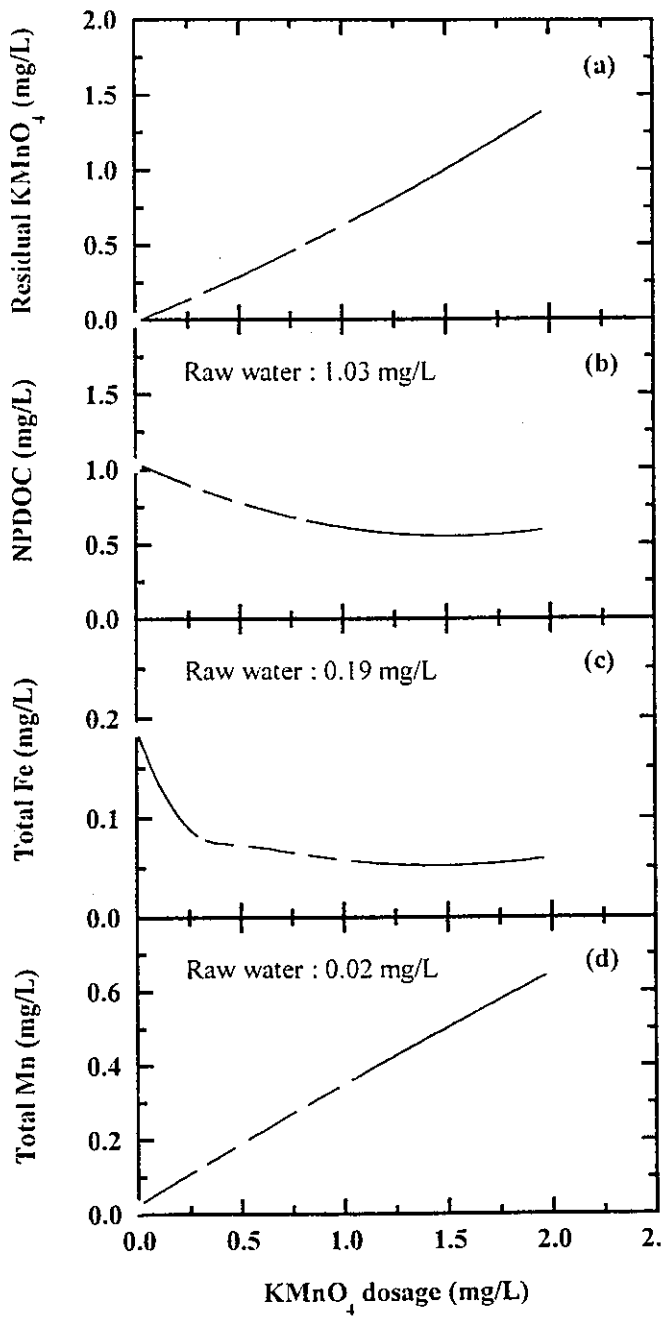 2.0
(a)
Residual KMnO4 (mg/L)
1.5
1.0
0.5
0.0
Raw water : 1.03 mg/L
(b)
NPDOC (mg/L)
1.5
1.0
0.5
0.0
Raw water : 0.19 mg/L
(c)
Total Fe (mg/L)
0.2
0.1
0.0
Raw water : 0.02 mg/L
(d)
Total Mn (mg/L)
0.6
0.4
0.2
0.0
0.0 0.5 1.0 1.5 2.0 2.
KMnO4 dosage (mg/L)